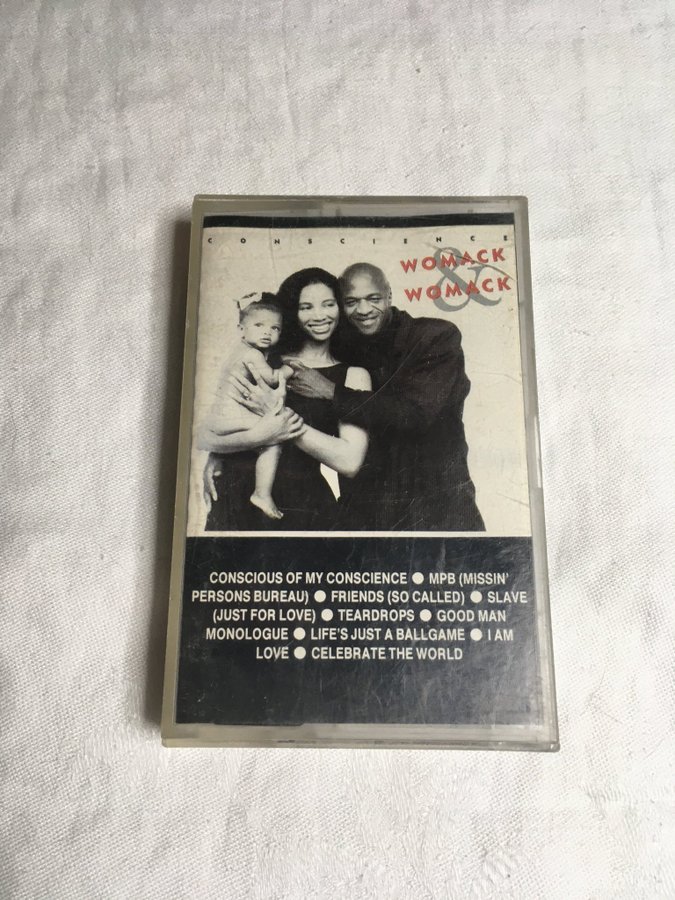 CONSCIENCE
WOMACK
&
WOMACK
CONSCIOUS OF MY CONSCIENCE ● MPB (MISSIN'
PERSONS BUREAU) ● FRIENDS (SO CALLED) ● SLAVE
(JUST FOR LOVE) ● TEARDROPS ● GOOD MAN
MONOLOGUE ● LIFE'S JUST A BALLGAME ● I AM
LOVE ● CELEBRATE THE WORLD